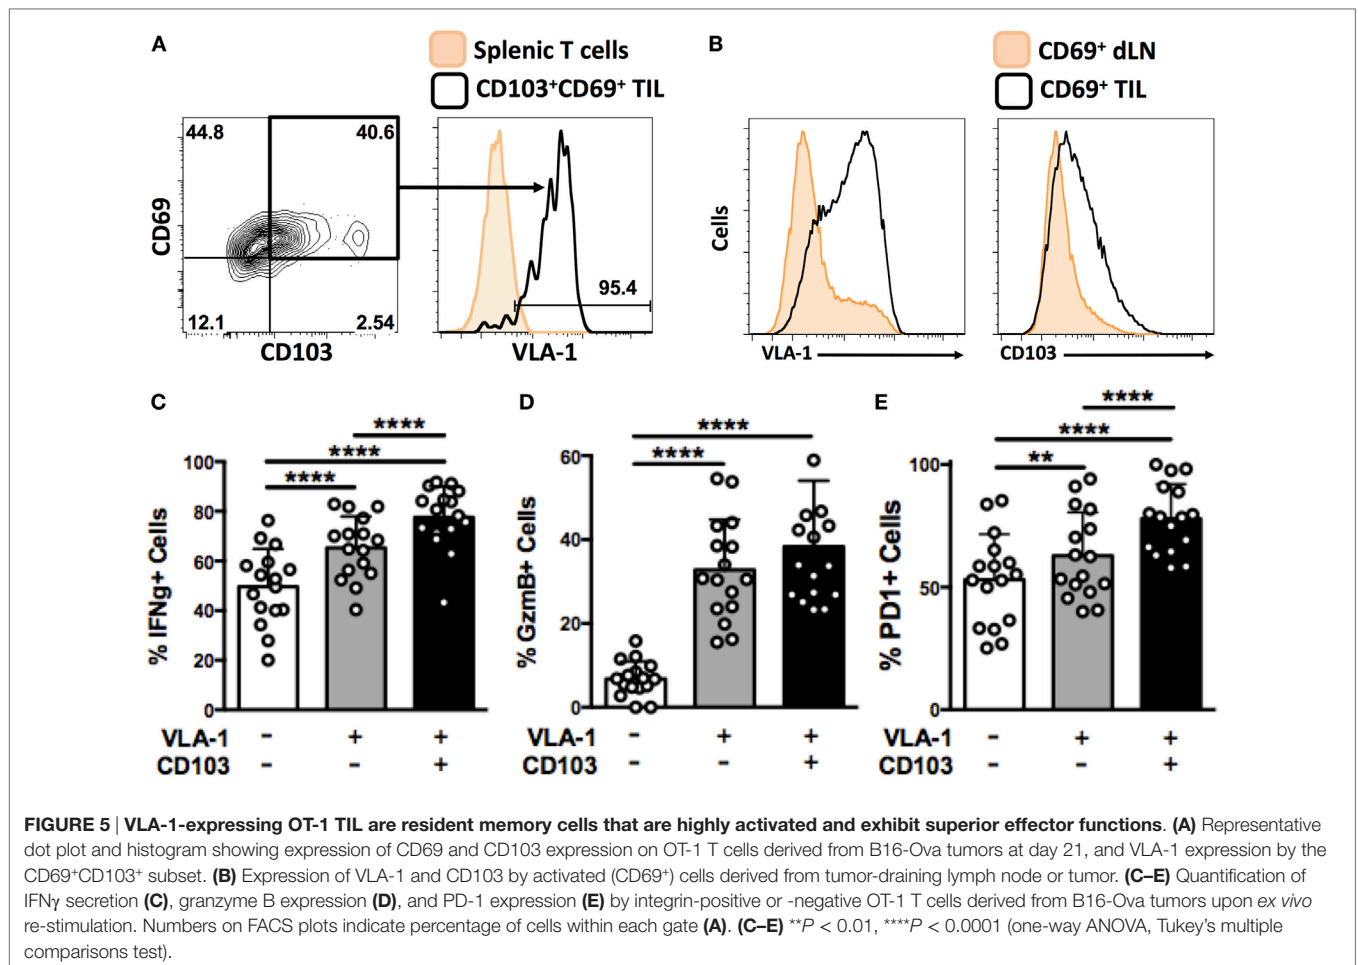 A
Splenic T cells
CD103⁺CD69⁺ TIL
44.8
40.6
12.1
2.54
CD69
CD103
95.4
VLA-1
B
CD69⁺ dLN
CD69⁺ TIL
Cells
VLA-1
CD103
C
****
****
****
% IFNg+ Cells
100
80
60
40
20
0
VLA-1 - + +
CD103 - - +
D
****
****
% GzmB+ Cells
60
40
20
0
VLA-1 - + +
CD103 - - +
E
****
****
**
% PD1+ Cells
100
50
0
VLA-1 - + +
CD103 - - +
FIGURE 5 | VLA-1-expressing OT-1 TIL are resident memory cells that are highly activated and exhibit superior effector functions. (A) Representative
dot plot and histogram showing expression of CD69 and CD103 expression on OT-1 T cells derived from B16-Ova tumors at day 21, and VLA-1 expression by the
CD69⁺CD103⁺ subset. (B) Expression of VLA-1 and CD103 by activated (CD69⁺) cells derived from tumor-draining lymph node or tumor. (C–E) Quantification of
IFNγ secretion (C), granzyme B expression (D), and PD-1 expression (E) by integrin-positive or -negative OT-1 T cells derived from B16-Ova tumors upon ex vivo
re-stimulation. Numbers on FACS plots indicate percentage of cells within each gate (A). (C–E) **P < 0.01, ****P < 0.0001 (one-way ANOVA, Tukey's multiple
comparisons test).